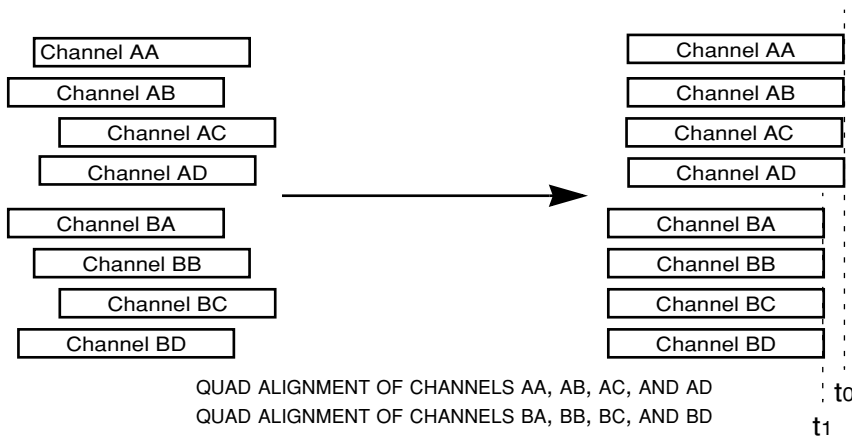 Channel AA
Channel AB
Channel AC
Channel AD
Channel BA
Channel BB
Channel BC
Channel BD
Channel AA
Channel AB
Channel AC
Channel AD
Channel BA
Channel BB
Channel BC
Channel BD
QUAD ALIGNMENT OF CHANNELS AA, AB, AC, AND AD
QUAD ALIGNMENT OF CHANNELS BA, BB, BC, AND BD
t0
t1